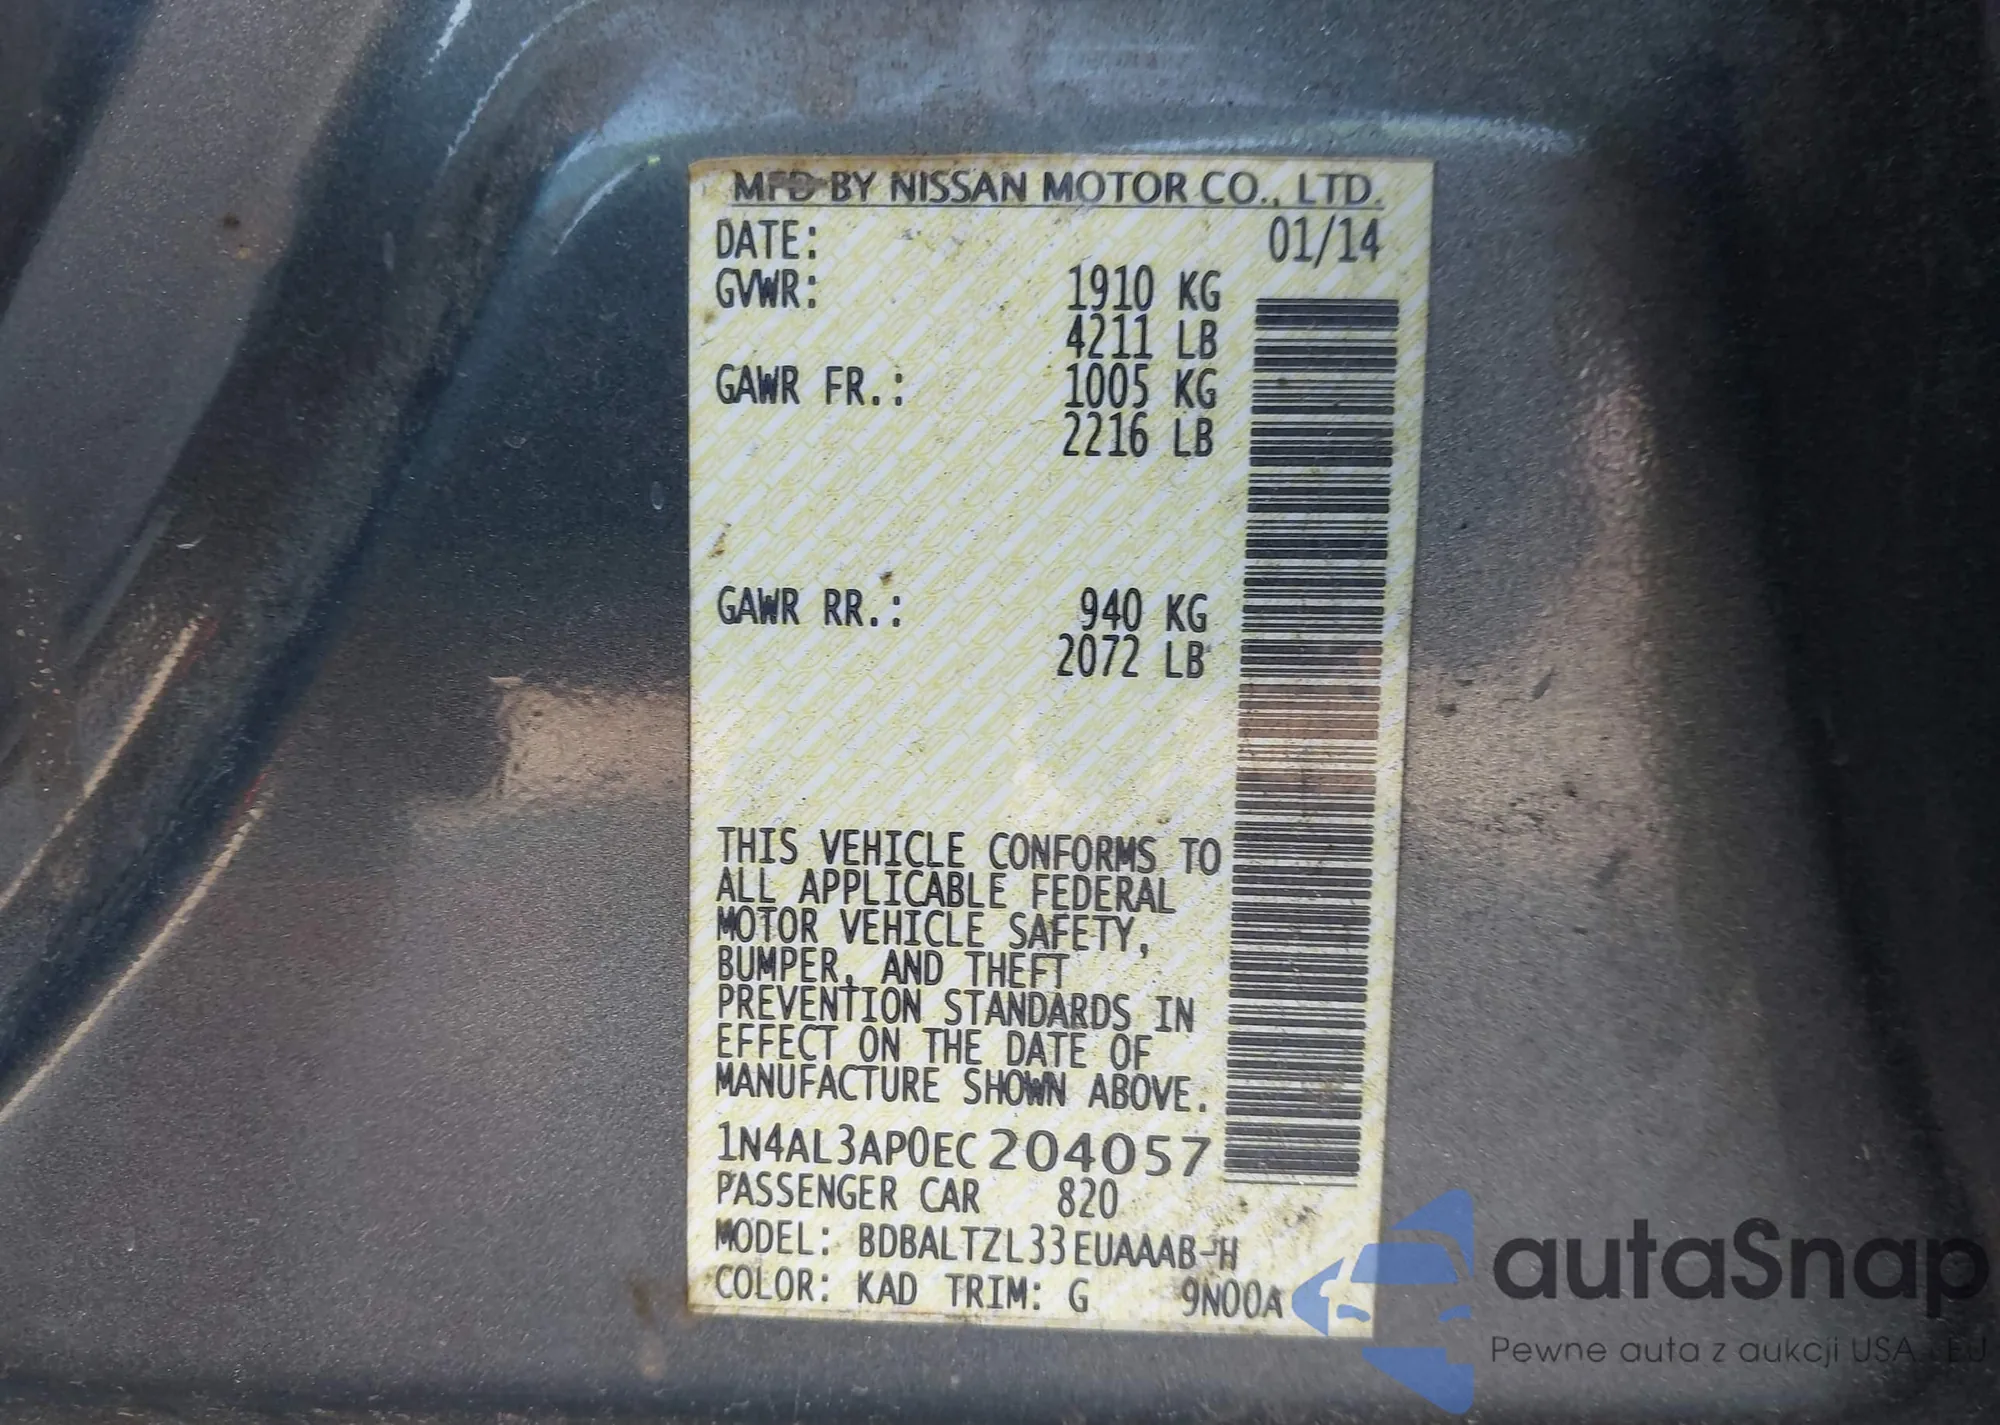 MFD BY NISSAN MOTOR CO., LTD.
DATE: 01/14
GVWR: 1910 KG
4211 LB
GAWR FR.: 1005 KG
2216 LB
GAWR RR.: 940 KG
2072 LB
THIS VEHICLE CONFORMS TO
ALL APPLICABLE FEDERAL
MOTOR VEHICLE SAFETY,
BUMPER, AND THEFT
PREVENTION STANDARDS IN
EFFECT ON THE DATE OF
MANUFACTURE SHOWN ABOVE.
1N4AL3AP0EC204057
PASSENGER CAR 820
MODEL: BDBALTZL33EUAAAB-H
COLOR: KAD TRIM: G 9N00A
autaSnap
Pewne auta z aukcji USA i EU